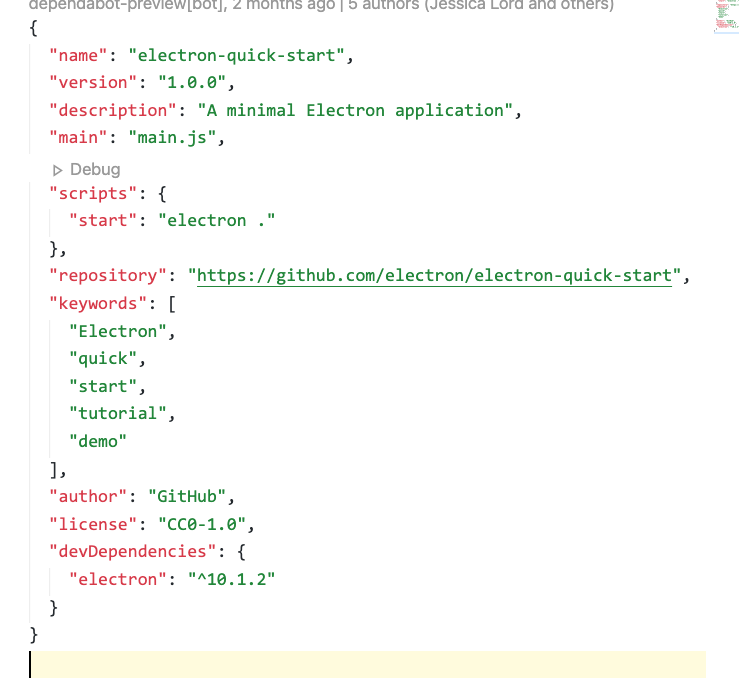 dependabot-preview[bot], 2 months ago | 5 authors (Jessica Lord and others)
{
  "name": "electron-quick-start",
  "version": "1.0.0",
  "description": "A minimal Electron application",
  "main": "main.js",
  ▷ Debug
  "scripts": {
    "start": "electron ."
  },
  "repository": "https://github.com/electron/electron-quick-start",
  "keywords": [
    "Electron",
    "quick",
    "start",
    "tutorial",
    "demo"
  ],
  "author": "GitHub",
  "license": "CC0-1.0",
  "devDependencies": {
    "electron": "^10.1.2"
  }
}